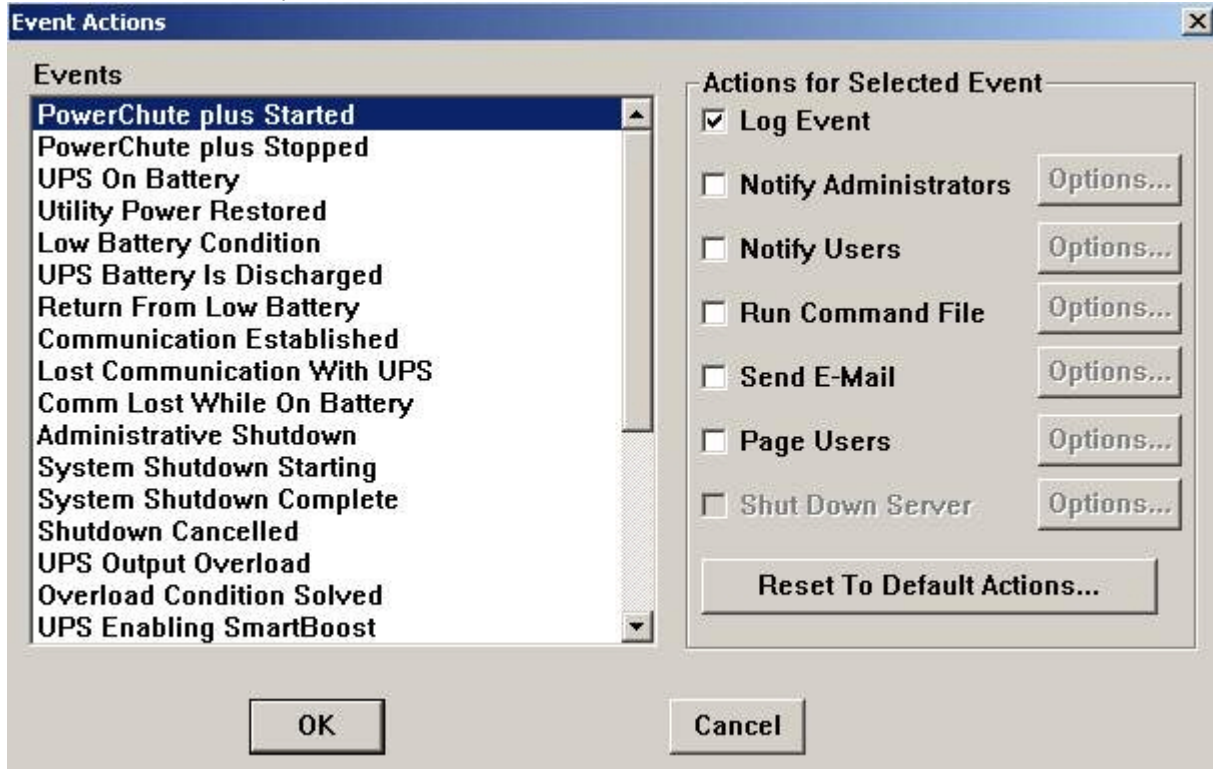 Event Actions
Events
PowerChute plus Started
PowerChute plus Stopped
UPS On Battery
Utility Power Restored
Low Battery Condition
UPS Battery Is Discharged
Return From Low Battery
Communication Established
Lost Communication With UPS
Comm Lost While On Battery
Administrative Shutdown
System Shutdown Starting
System Shutdown Complete
Shutdown Cancelled
UPS Output Overload
Overload Condition Solved
UPS Enabling SmartBoost
Actions for Selected Event
Log Event
Notify Administrators Options...
Notify Users Options...
Run Command File Options...
Send E-Mail Options...
Page Users Options...
Shut Down Server Options...
Reset To Default Actions...
OK
Cancel